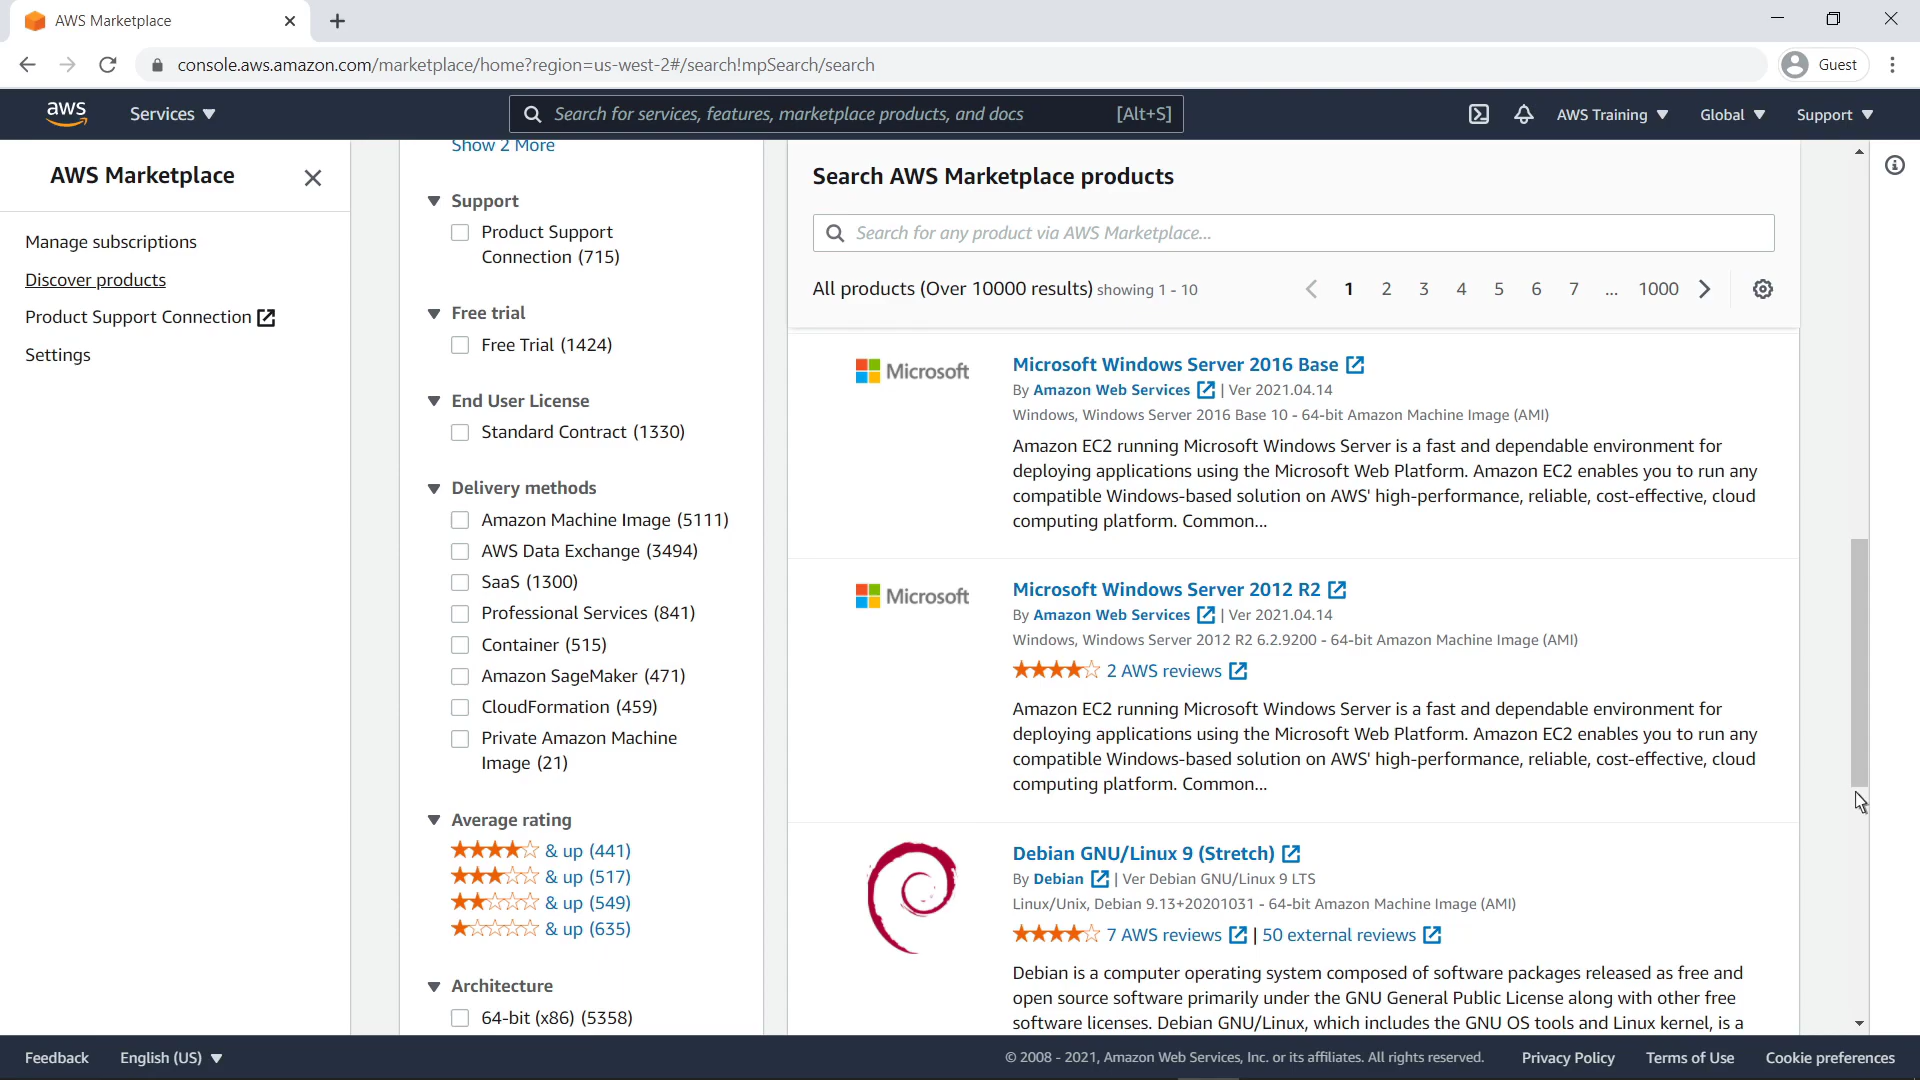 AWS Marketplace
console.aws.amazon.com/marketplace/home?region=us-west-2#/search!mpSearch/search
Guest
aws
Services
Search for services, features, marketplace products, and docs
[Alt+S]
AWS Training
Global
Support
AWS Marketplace
Manage subscriptions
Discover products
Product Support Connection
Settings
Show 2 More
Support
Product Support
Connection (715)
Free trial
Free Trial (1424)
End User License
Standard Contract (1330)
Delivery methods
Amazon Machine Image (5111)
AWS Data Exchange (3494)
SaaS (1300)
Professional Services (841)
Container (515)
Amazon SageMaker (471)
CloudFormation (459)
Private Amazon Machine
Image (21)
Average rating
& up (441)
& up (517)
& up (549)
& up (635)
Architecture
64-bit (x86) (5358)
Search AWS Marketplace products
Search for any product via AWS Marketplace...
All products (Over 10000 results) showing 1 - 10
1 2 3 4 5 6 7 ... 1000
Microsoft
Microsoft Windows Server 2016 Base
By Amazon Web Services | Ver 2021.04.14
Windows, Windows Server 2016 Base 10 - 64-bit Amazon Machine Image (AMI)
Amazon EC2 running Microsoft Windows Server is a fast and dependable environment for
deploying applications using the Microsoft Web Platform. Amazon EC2 enables you to run any
compatible Windows-based solution on AWS' high-performance, reliable, cost-effective, cloud
computing platform. Common...
Microsoft
Microsoft Windows Server 2012 R2
By Amazon Web Services | Ver 2021.04.14
Windows, Windows Server 2012 R2 6.2.9200 - 64-bit Amazon Machine Image (AMI)
2 AWS reviews
Amazon EC2 running Microsoft Windows Server is a fast and dependable environment for
deploying applications using the Microsoft Web Platform. Amazon EC2 enables you to run any
compatible Windows-based solution on AWS' high-performance, reliable, cost-effective, cloud
computing platform. Common...
Debian GNU/Linux 9 (Stretch)
By Debian | Ver Debian GNU/Linux 9 LTS
Linux/Unix, Debian 9.13+20201031 - 64-bit Amazon Machine Image (AMI)
7 AWS reviews | 50 external reviews
Debian is a computer operating system composed of software packages released as free and
open source software primarily under the GNU General Public License along with other free
software licenses. Debian GNU/Linux, which includes the GNU OS tools and Linux kernel, is a
Feedback
English (US)
© 2008 - 2021, Amazon Web Services, Inc. or its affiliates. All rights reserved.
Privacy Policy
Terms of Use
Cookie preferences